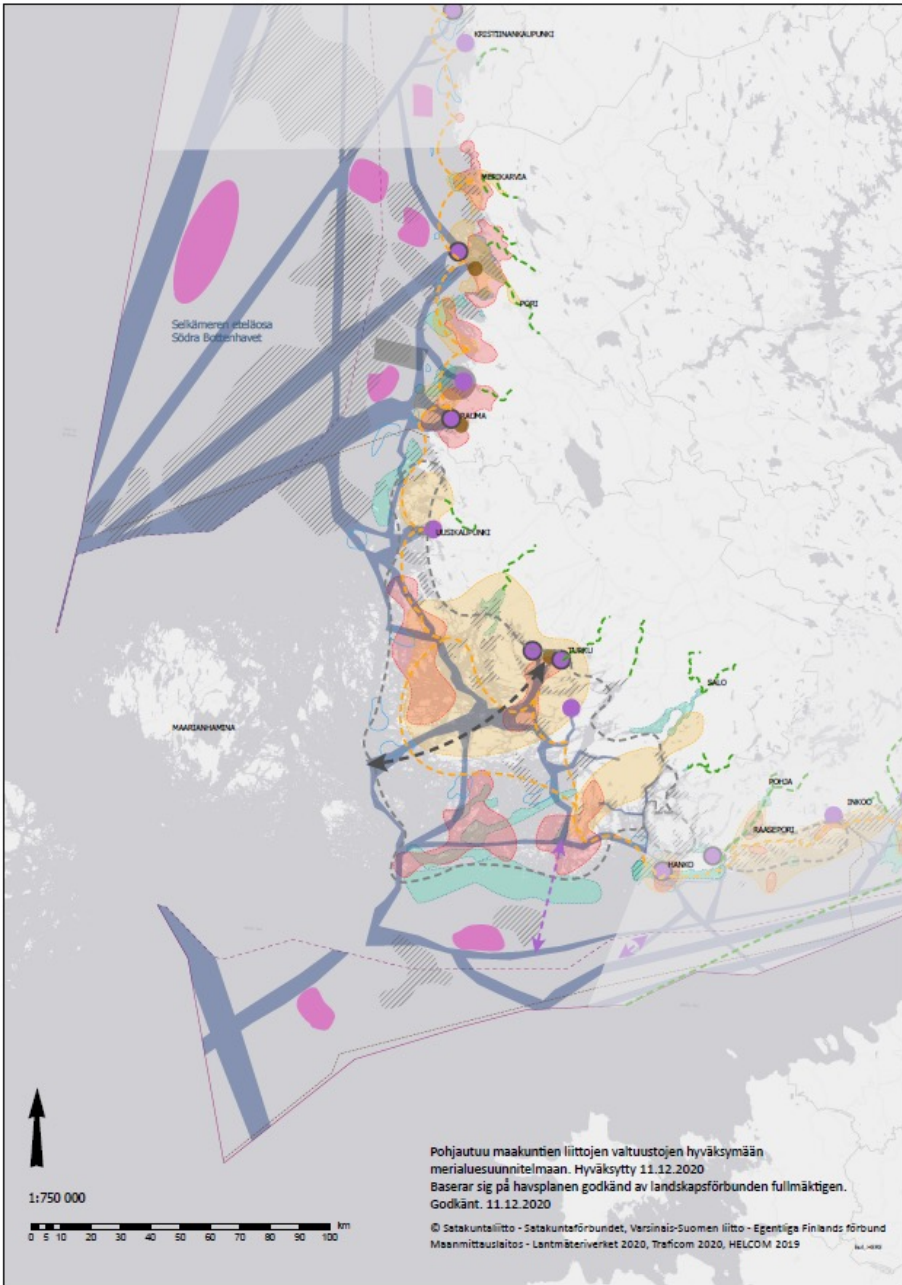 KRISTIINANKAUPUNKI
MERIKARVIA
PORI
Selkämeren eteläosa
Södra Bottenhavet
RAUMA
UUSIKAUPUNKI
TURKU
SALO
MAARIANHAMINA
POHJA
INKOO
RAASEPORI
HANKO
Pohjautuu maakuntien liittojen valtuustojen hyväksymään
merialuesuunnitelmaan. Hyväksytty 11.12.2020
Baserar sig på havsplanen godkänd av landskapsförbunden fullmäktigen.
Godkänt. 11.12.2020
1:750 000
km
0 5 10 20 30 40 50 60 70 80 90 100
© Satakuntaliitto - Satakuntaförbundet, Varsinais-Suomen liitto - Egentliga Finlands förbund
Maanmittauslaitos - Lantmäteriverket 2020, Traficom 2020, HELCOM 2019